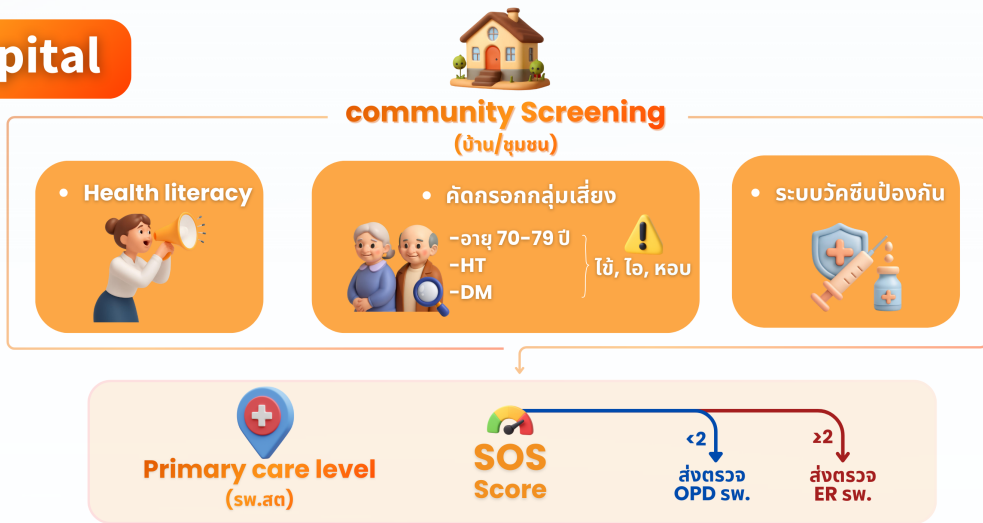 pital
community Screening
(บ้าน/ชุมชน)
• Health literacy
• คัดกรอกกลุ่มเสี่ยง
-อายุ 70-79 ปี
-HT
-DM
ไข้, ไอ, หอบ
• ระบบวัคซีนป้องกัน
Primary care level
(รพ.สต)
SOS
Score
<2
ส่งตรวจ
OPD รพ.
≥2
ส่งตรวจ
ER รพ.